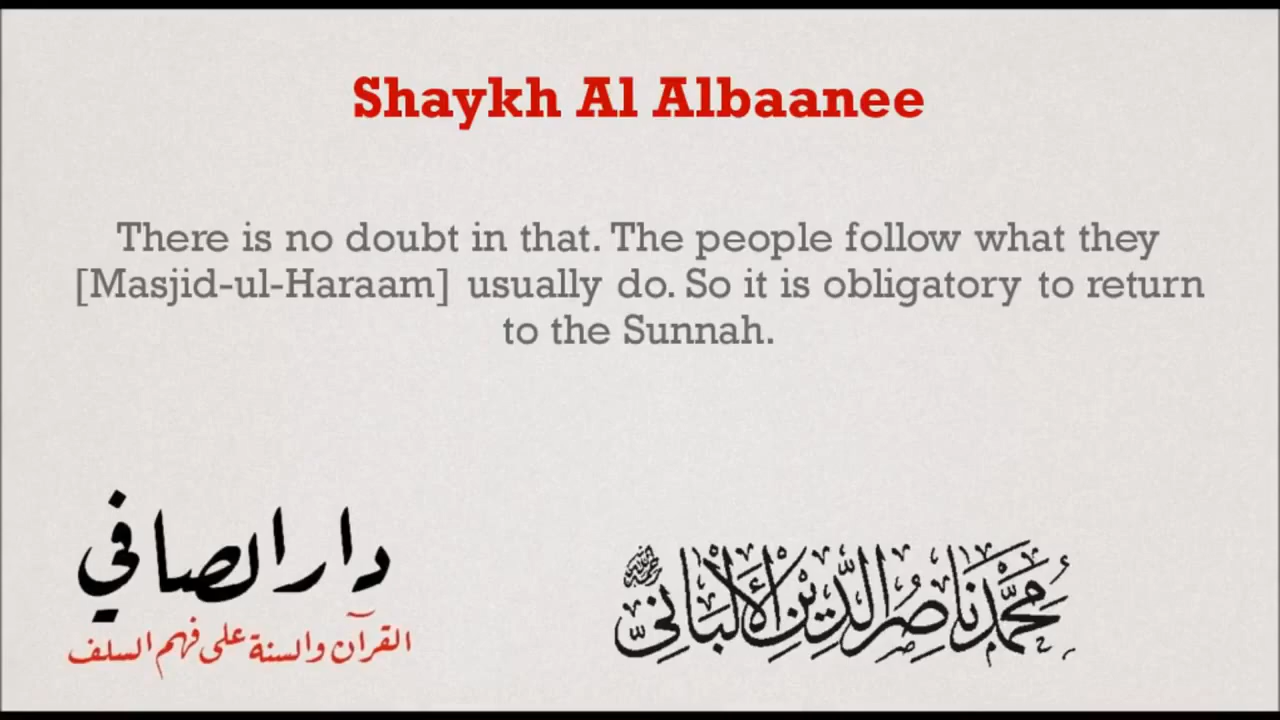 Shaykh Al Albaanee
There is no doubt in that. The people follow what they
[Masjid-ul-Haraam] usually do. So it is obligatory to return
to the Sunnah.
دار الصافي
القرآن والسنة على فهم السلف
محمد ناصر الدين الألباني
رحمه الله